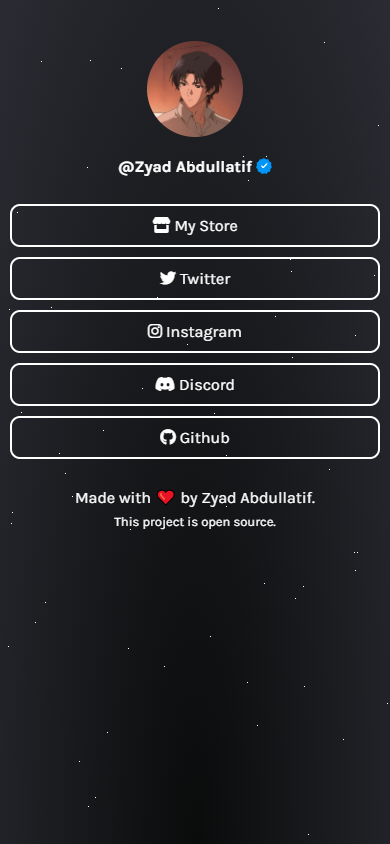 @Zyad Abdullatif
My Store
Twitter
Instagram
Discord
Github
Made with ❤️ by Zyad Abdullatif.
This project is open source.